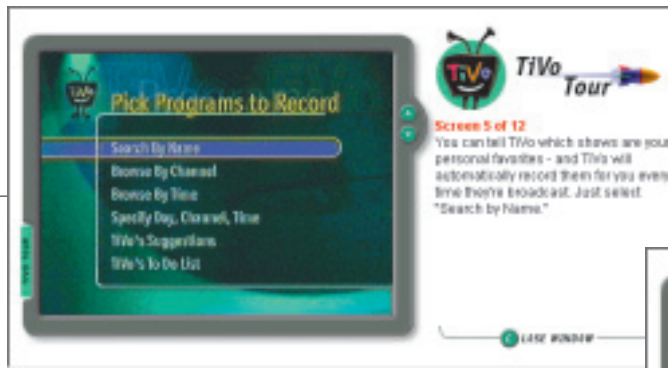 TiVo
Pick Programs to Record
Search By Name
Browse By Channel
Browse By Time
Specify Day, Channel, Time
TiVo's Suggestions
TiVo's To Do List
TiVo
TiVo
Tour
Screen 5 of 12
You can tell TiVo which shows are your
personal favorites - and TiVo will
automatically record them for you every
time they're broadcast. Just select
"Search by Name."
CLOSE WINDOW